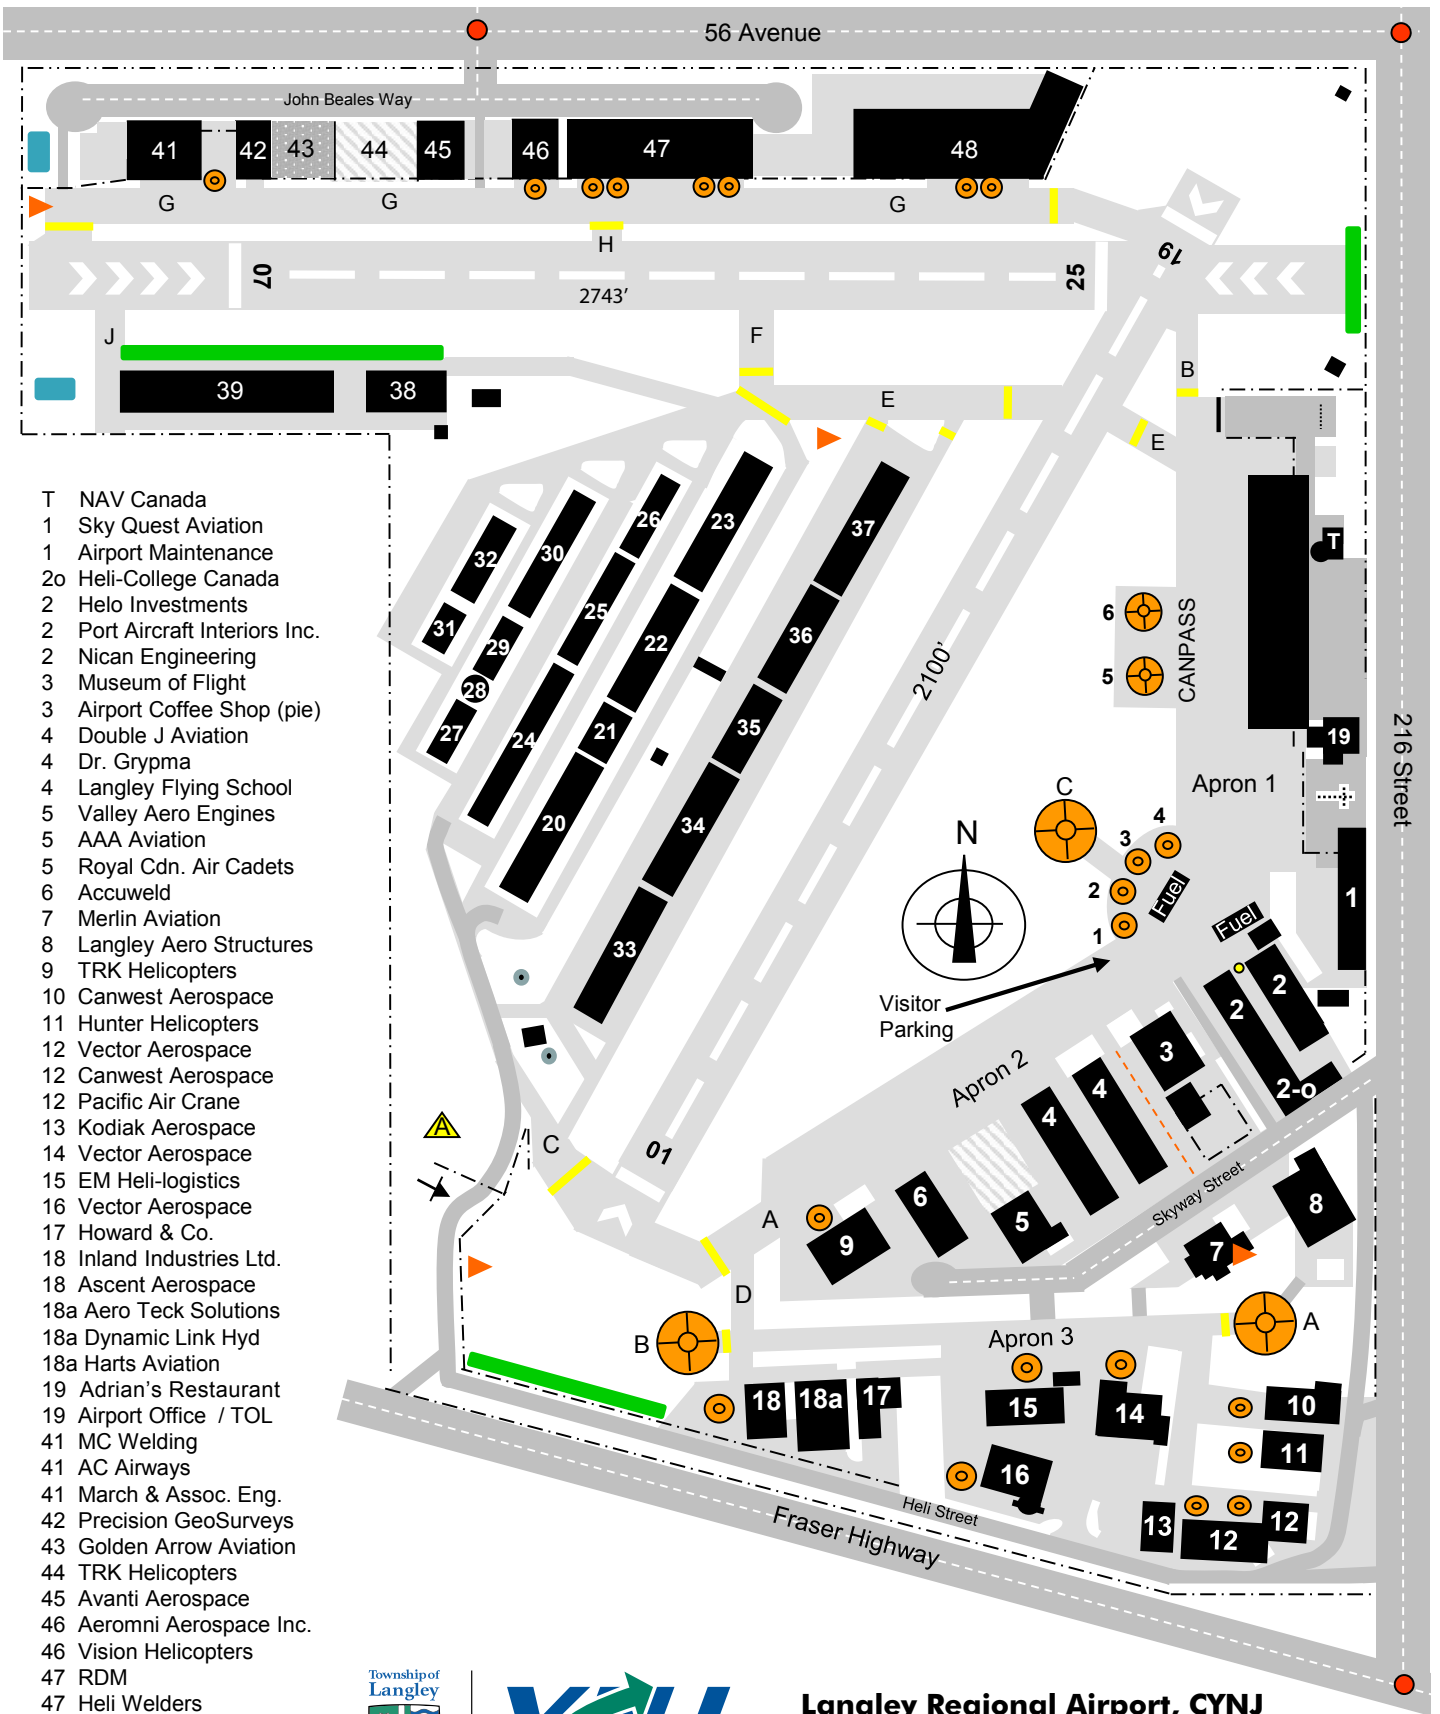 56 Avenue
John Beales Way
41
42
43
44
45
46
47
48
G
G
G
H
07
2743'
25
19
J
F
B
39
38
E
E
T NAV Canada
1 Sky Quest Aviation
1 Airport Maintenance
2o Heli-College Canada
2 Helo Investments
2 Port Aircraft Interiors Inc.
2 Nican Engineering
3 Museum of Flight
3 Airport Coffee Shop (pie)
4 Double J Aviation
4 Dr. Grypma
4 Langley Flying School
5 Valley Aero Engines
5 AAA Aviation
5 Royal Cdn. Air Cadets
6 Accuweld
7 Merlin Aviation
8 Langley Aero Structures
9 TRK Helicopters
10 Canwest Aerospace
11 Hunter Helicopters
12 Vector Aerospace
12 Canwest Aerospace
12 Pacific Air Crane
13 Kodiak Aerospace
14 Vector Aerospace
15 EM Heli-logistics
16 Vector Aerospace
17 Howard & Co.
18 Inland Industries Ltd.
18 Ascent Aerospace
18a Aero Teck Solutions
18a Dynamic Link Hyd
18a Harts Aviation
19 Adrian's Restaurant
19 Airport Office / TOL
41 MC Welding
41 AC Airways
41 March & Assoc. Eng.
42 Precision GeoSurveys
43 Golden Arrow Aviation
44 TRK Helicopters
45 Avanti Aerospace
46 Aeromni Aerospace Inc.
46 Vision Helicopters
47 RDM
47 Heli Welders
32
30
26
23
37
31
29
25
22
36
28
27
24
21
35
20
34
33
2100'
T
6
5
CANPASS
19
216 Street
Apron 1
C
4
3
2
1
Fuel
Fuel
1
N
Visitor
Parking
2
2
2-o
3
Apron 2
4
4
A
C
01
5
6
Skyway Street
8
A
9
7
D
B
Apron 3
A
18
18a
17
15
14
10
11
16
Heli Street
13
12
12
Fraser Highway
Township of
Langley
YNJ
Langley Regional Airport, CYNJ